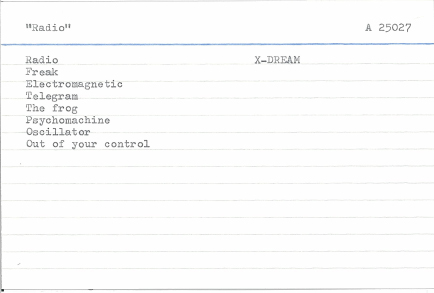 "Radio" A 25027
Radio X-DREAM
Freak
Electromagnetic
Telegram
The frog
Psychomachine
Oscillator
Out of your control